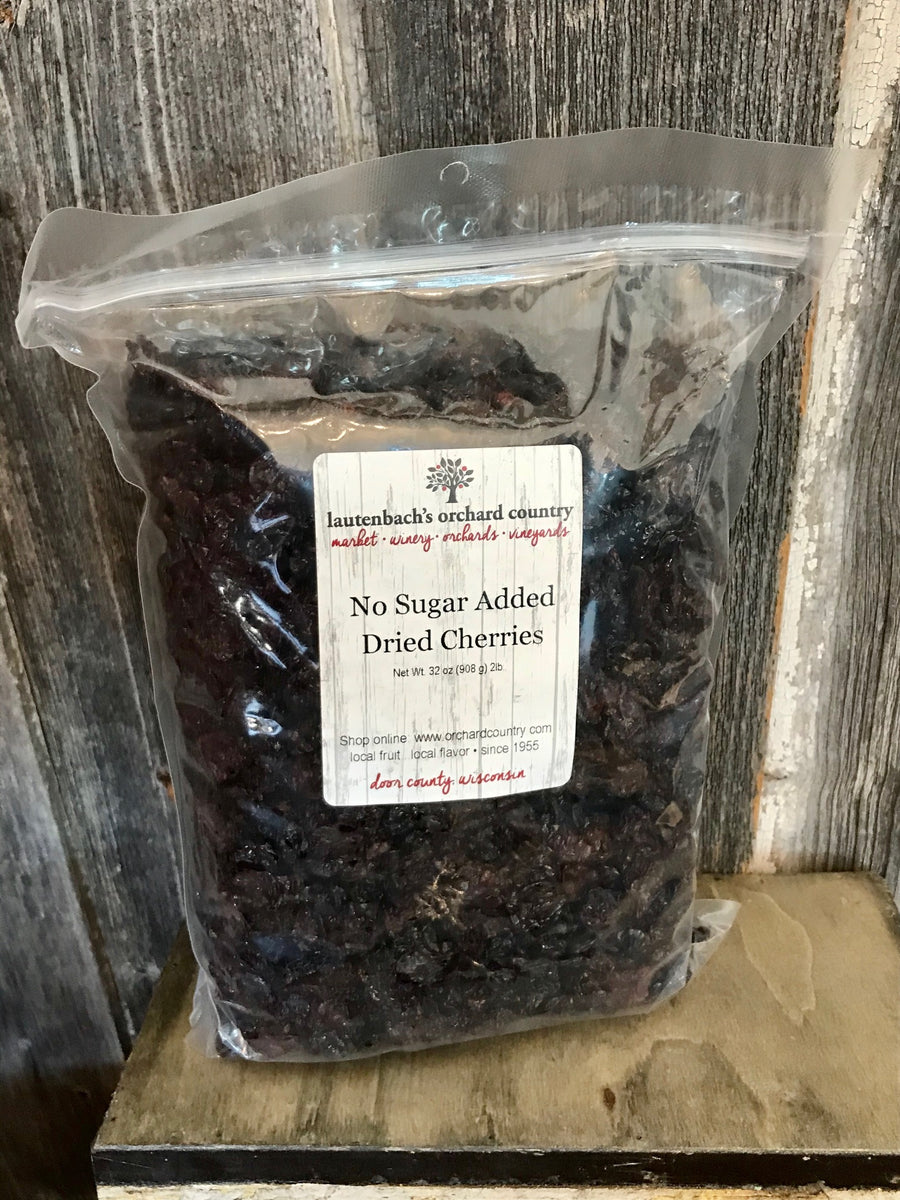 lautenbach's orchard country
market · winery · orchards · vineyards
No Sugar Added
Dried Cherries
Net Wt. 32 oz (908 g) 2lb
Shop online www.orchardcountry.com
local fruit local flavor • since 1955
door county, wisconsin